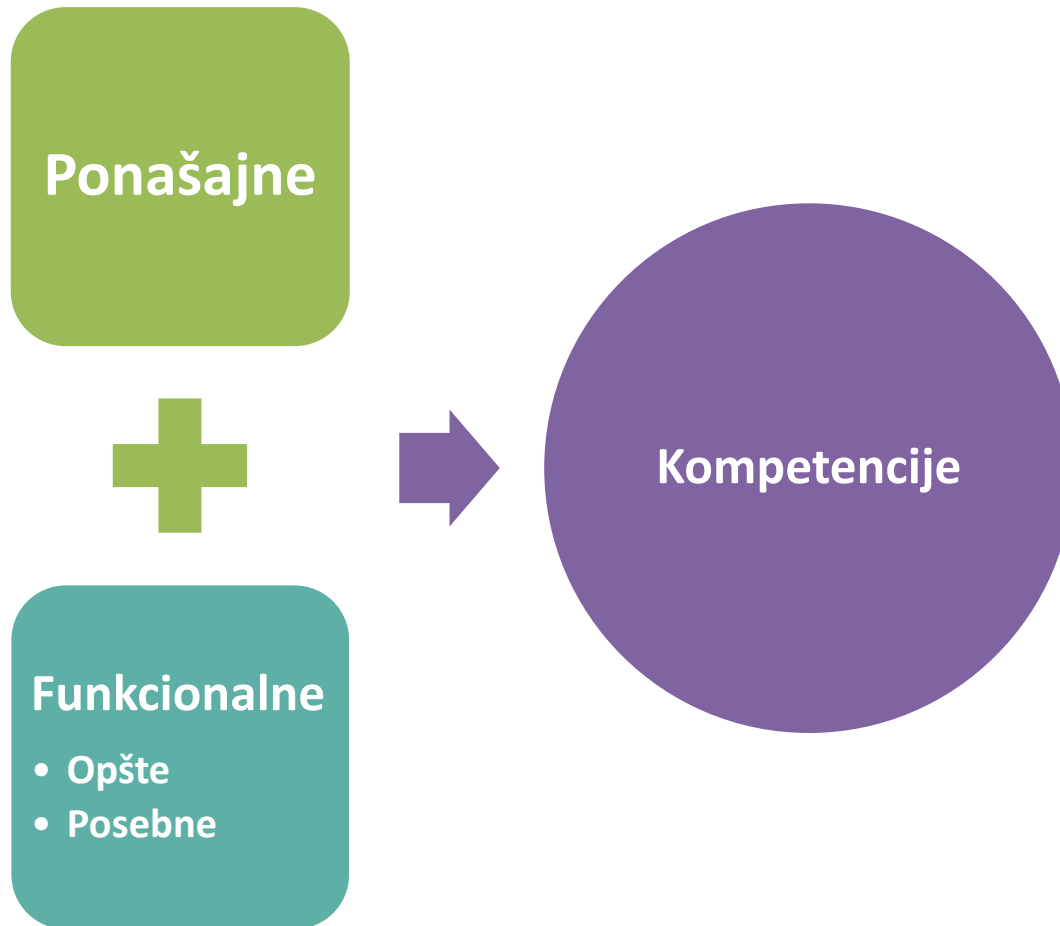 Ponašajne
Kompetencije
Funkcionalne
• Opšte
• Posebne